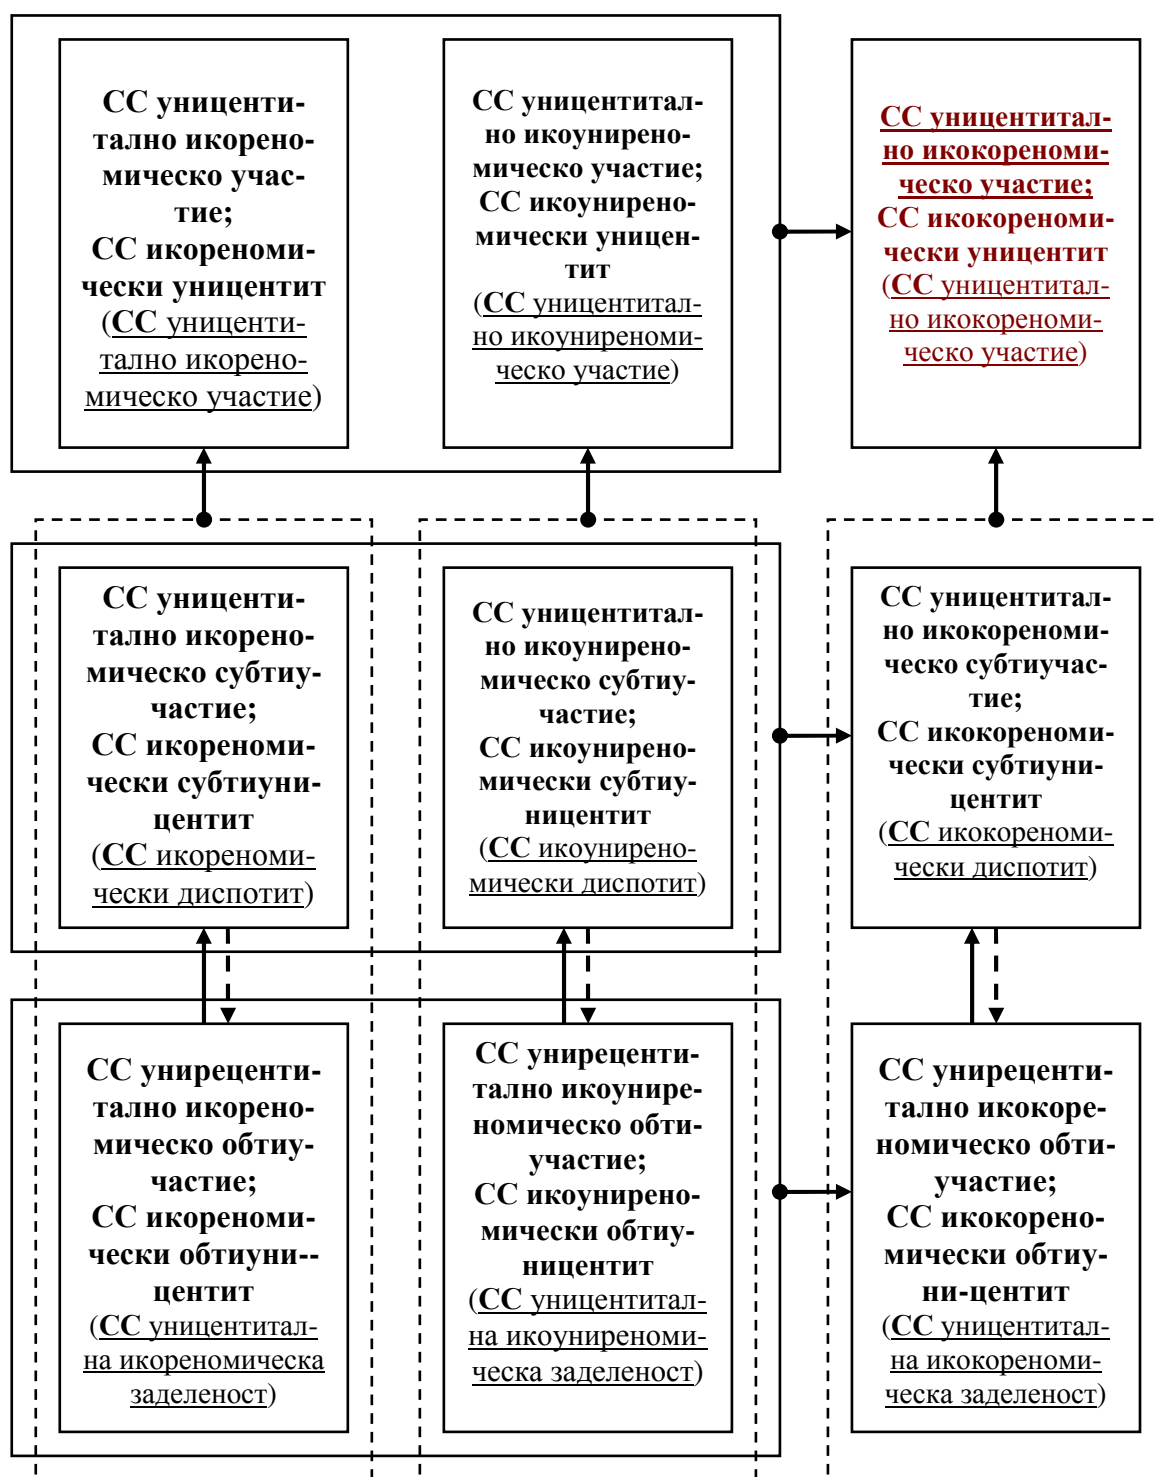 СС униценти-
тално икорено-
мическо учас-
тие;
СС икореноми-
чески уницентит
(СС униценти-
тално икорено-
мическо участие)
СС уницентитал-
но икоунирено-
мическо участие;
СС икоунирено-
мически уницен-
тит
(СС уницентитал-
но икоуниреноми-
ческо участие)
СС уницентитал-
но икокореноми-
ческо участие;
СС икокореноми-
чески уницентит
(СС уницентитал-
но икокореноми-
ческо участие)
СС униценти-
тално икорено-
мическо субтиу-
частие;
СС икореноми-
чески субтиуни-
центит
(СС икореноми-
чески диспотит)
СС уницентитал-
но икоунирено-
мическо субтиу-
частие;
СС икоунирено-
мически субтиу-
ницентит
(СС икоунирено-
мически диспотит)
СС уницентитал-
но икокореноми-
ческо субтиучас-
тие;
СС икокореноми-
чески субтиуни-
центит
(СС икокореноми-
чески диспотит)
СС унирецента-
тално икорено-
мическо обтиу-
частие;
СС икореноми-
чески обтиуни--
центит
(СС уницентитал-
на икореномическа
заделеност)
СС униреценти-
тално икоунире-
номическо обти-
участие;
СС икоунирено-
мически обтиу-
ницентит
(СС уницентитал-
на икоуниреноми-
ческа заделеност)
СС униреценти-
тално икокоре-
номическо обти-
участие;
СС икокорено-
мически обтиу-
ни-центит
(СС уницентитал-
на икокореноми-
ческа заделеност)